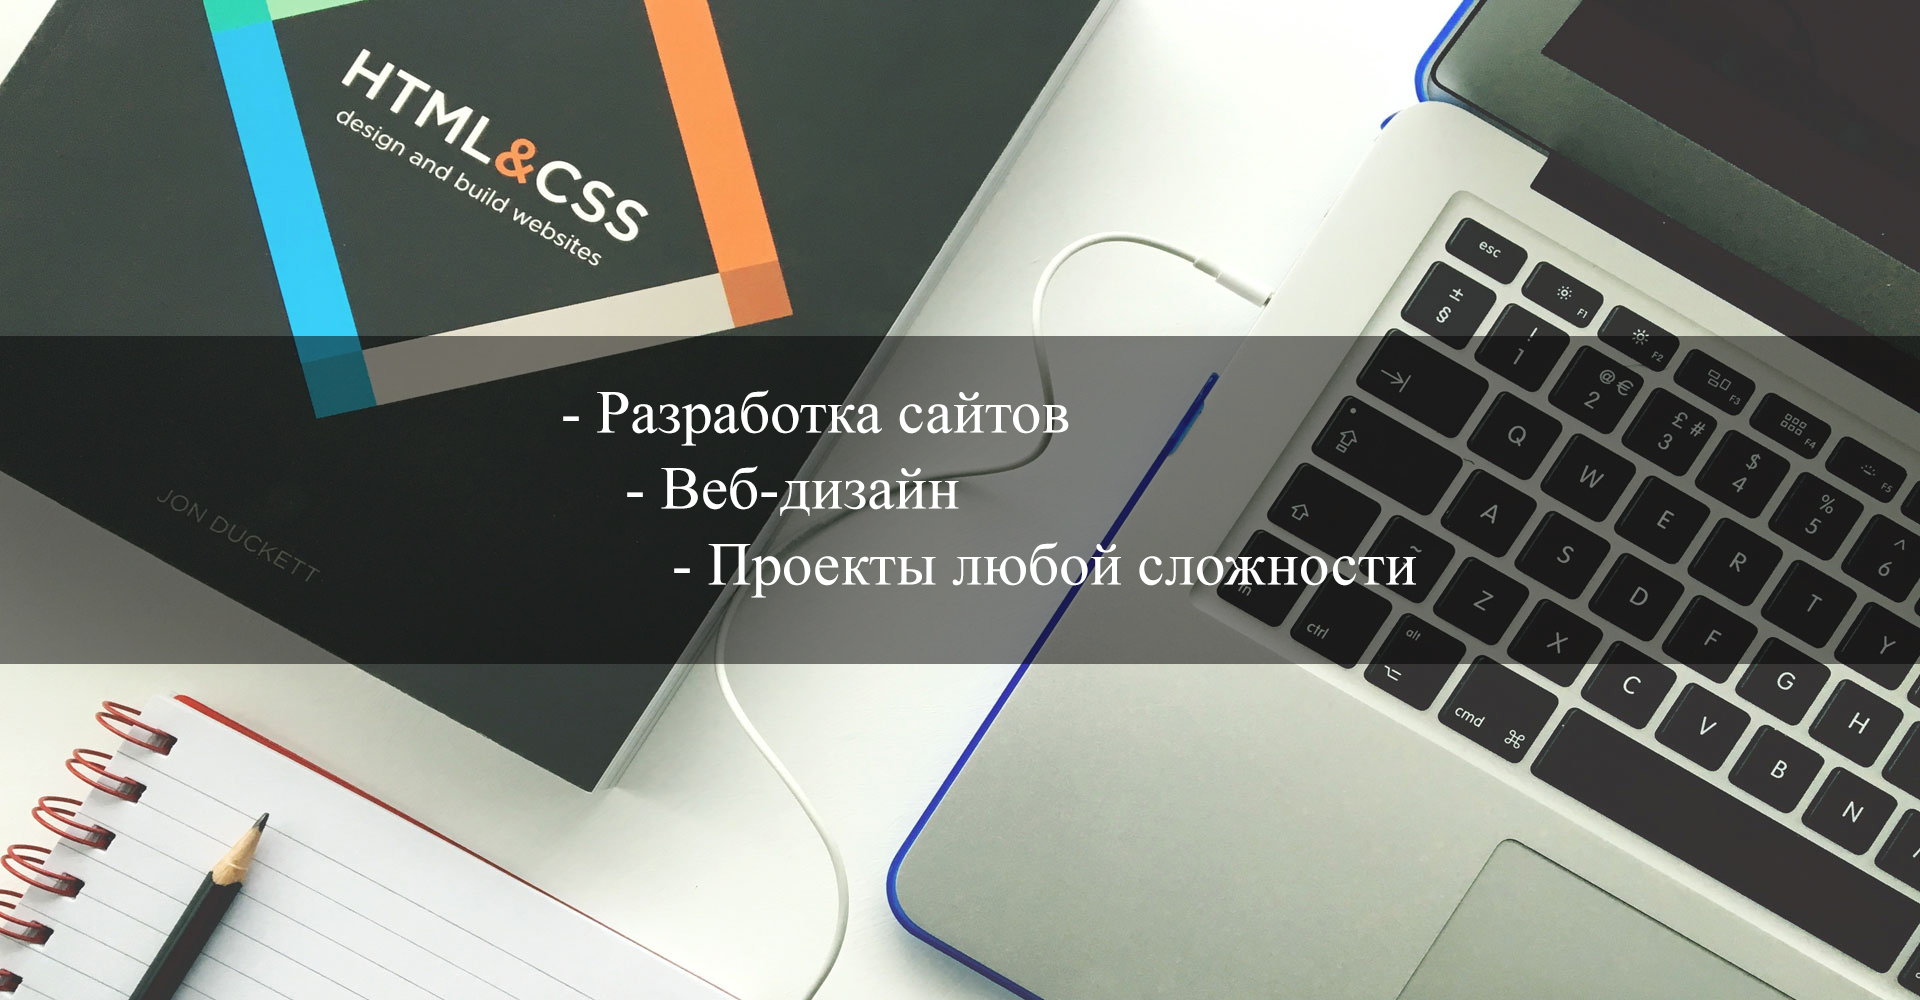 HTML&CSS
design and build websites
- Разработка сайтов
- Веб-дизайн
- Проекты любой сложности
JON DUCKETT
esc
F1
F2
F3
F4
F5
± §
! 1
@ € 2
£ # 3
$ 4
% 5
^ 6
Q W E R T Y
A S D F G H
~ Z X C V B N
fn ctrl alt cmd ⌘